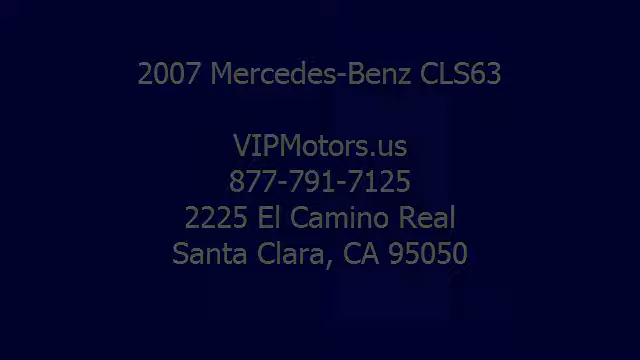 2007 Mercedes-Benz CLS63
VIPMotors.us
877-791-7125
2225 El Camino Real
Santa Clara, CA 95050